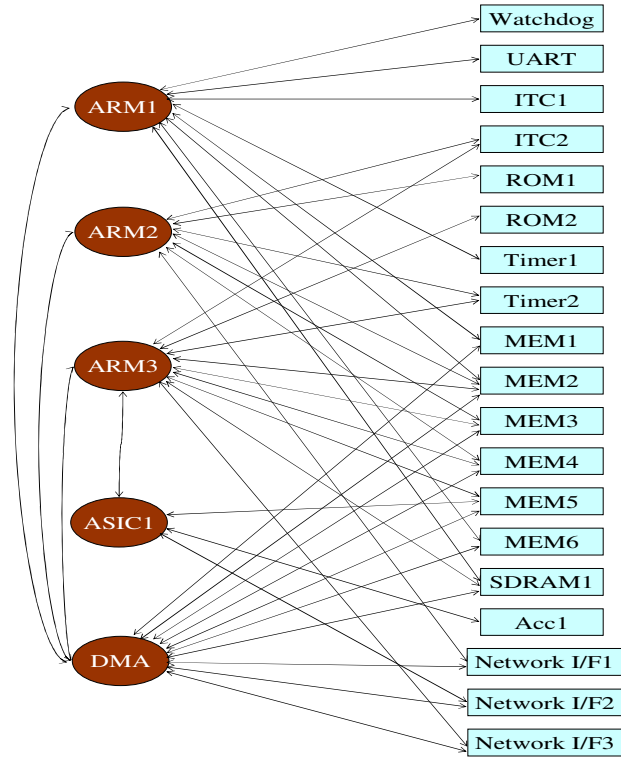 Watchdog
UART
ARM1
ITC1
ITC2
ROM1
ARM2
ROM2
Timer1
Timer2
MEM1
ARM3
MEM2
MEM3
MEM4
MEM5
ASIC1
MEM6
SDRAM1
Acc1
DMA
Network I/F1
Network I/F2
Network I/F3